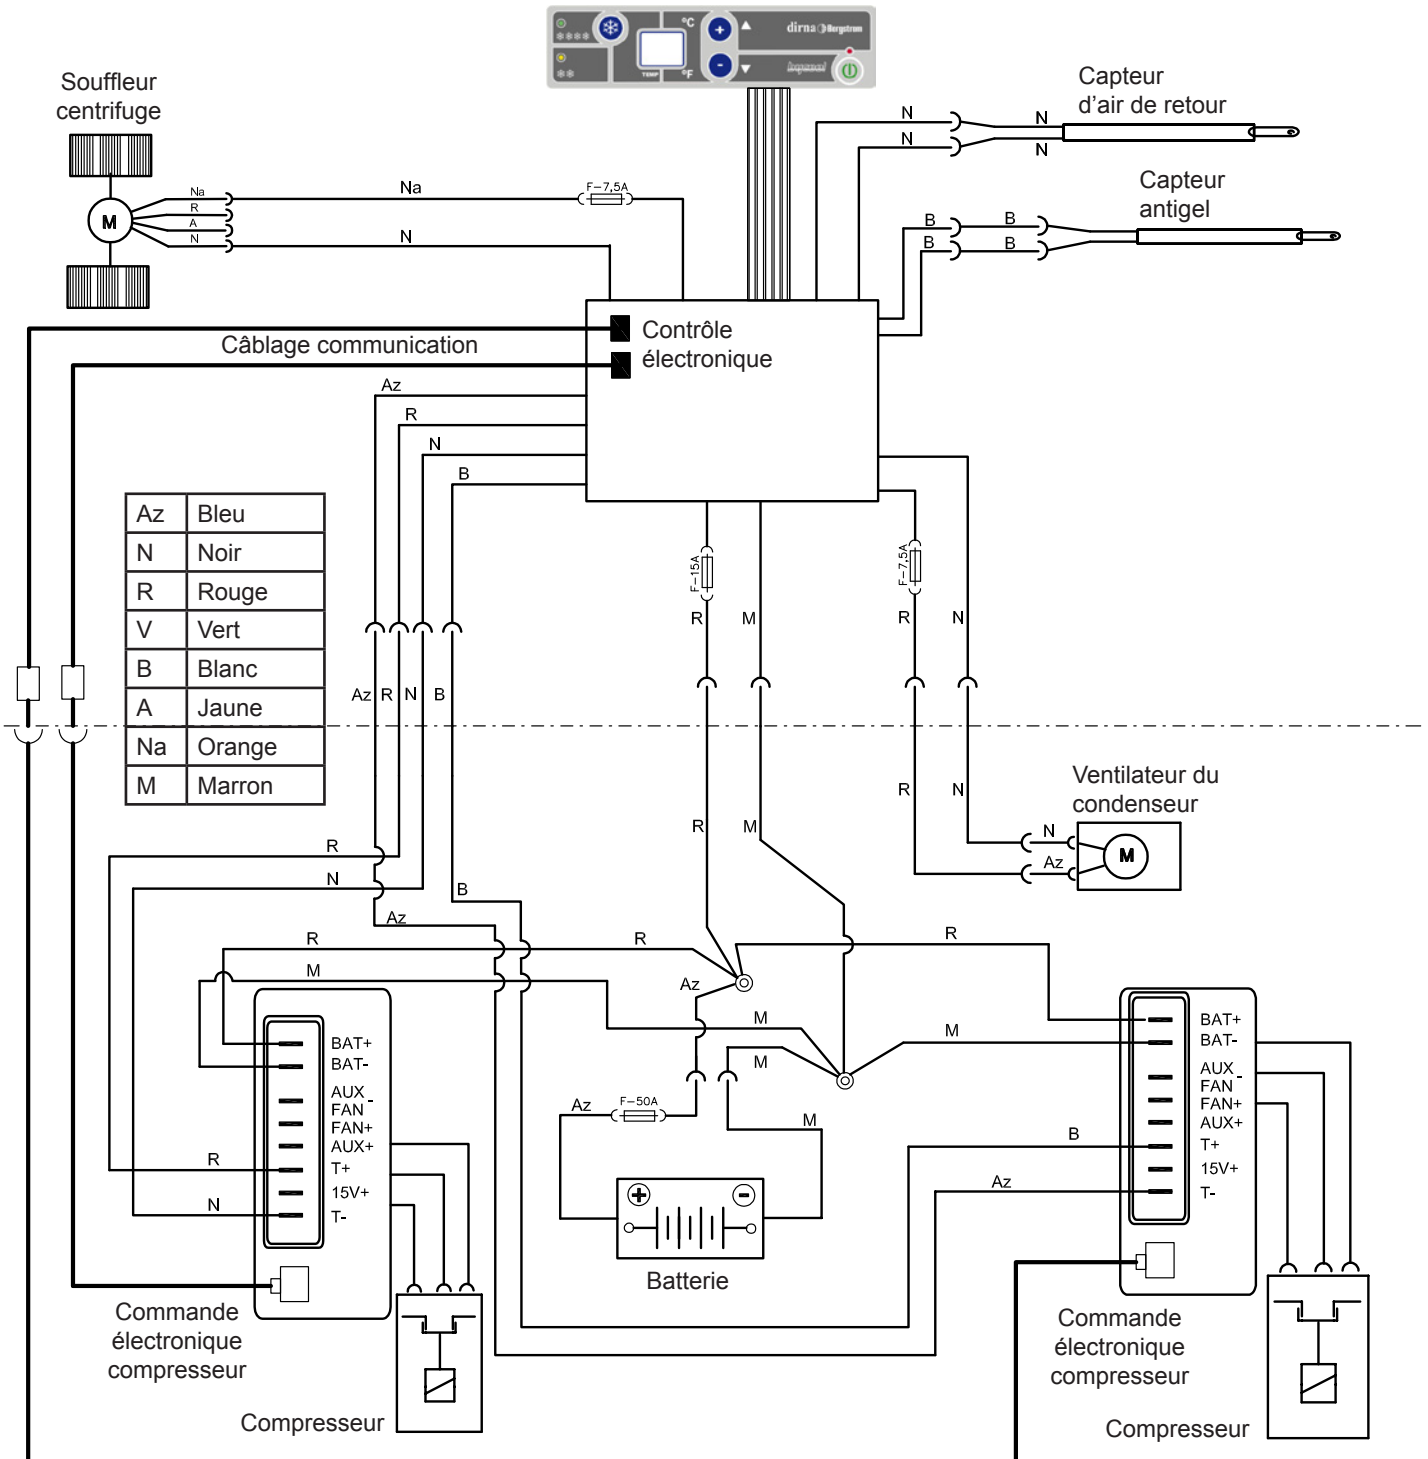 °C
dirna Bergstrom
TEMP
°F
Souffleur
centrifuge
Capteur
d'air de retour
N
N
N
N
Capteur
antigel
Na
R
A
N
M
Na
F-7,5A
N
B
B
B
B
Câblage communication
Contrôle
électronique
Az
R
N
B
Az Bleu
N Noir
R Rouge
V Vert
B Blanc
A Jaune
Na Orange
M Marron
F-15A
F-7,5A
R
M
R
N
Az
R
N
B
R
N
R
M
Ventilateur du
condenseur
N
Az
M
R
N
B
Az
R
R
R
M
Az
M
M
M
BAT+
BAT-
AUX
FAN -
FAN+
AUX+
T+
15V+
T-
R
N
Az
F-50A
M
+
-
Batterie
BAT+
BAT-
AUX
FAN -
FAN+
AUX+
T+
15V+
T-
B
Az
Commande
électronique
compresseur
Compresseur
Commande
électronique
compresseur
Compresseur